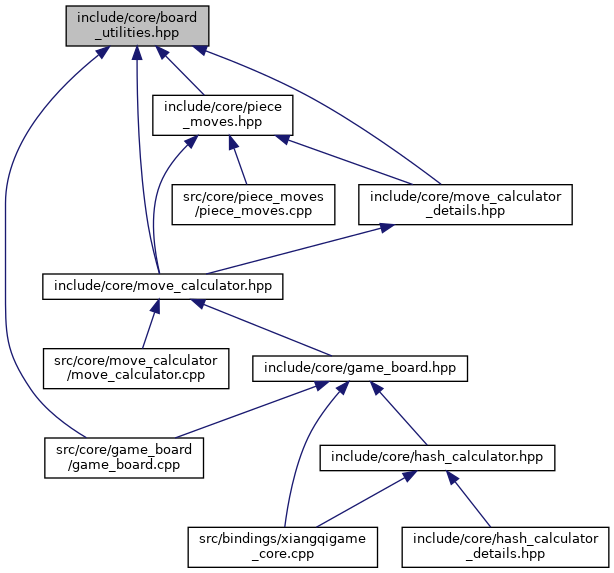 include/core/board
_utilities.hpp
include/core/piece
_moves.hpp
src/core/piece_moves
/piece_moves.cpp
include/core/move_calculator
_details.hpp
include/core/move_calculator.hpp
src/core/move_calculator
/move_calculator.cpp
include/core/game_board.hpp
src/core/game_board
/game_board.cpp
include/core/hash_calculator.hpp
src/bindings/xiangqigame
_core.cpp
include/core/hash_calculator
_details.hpp